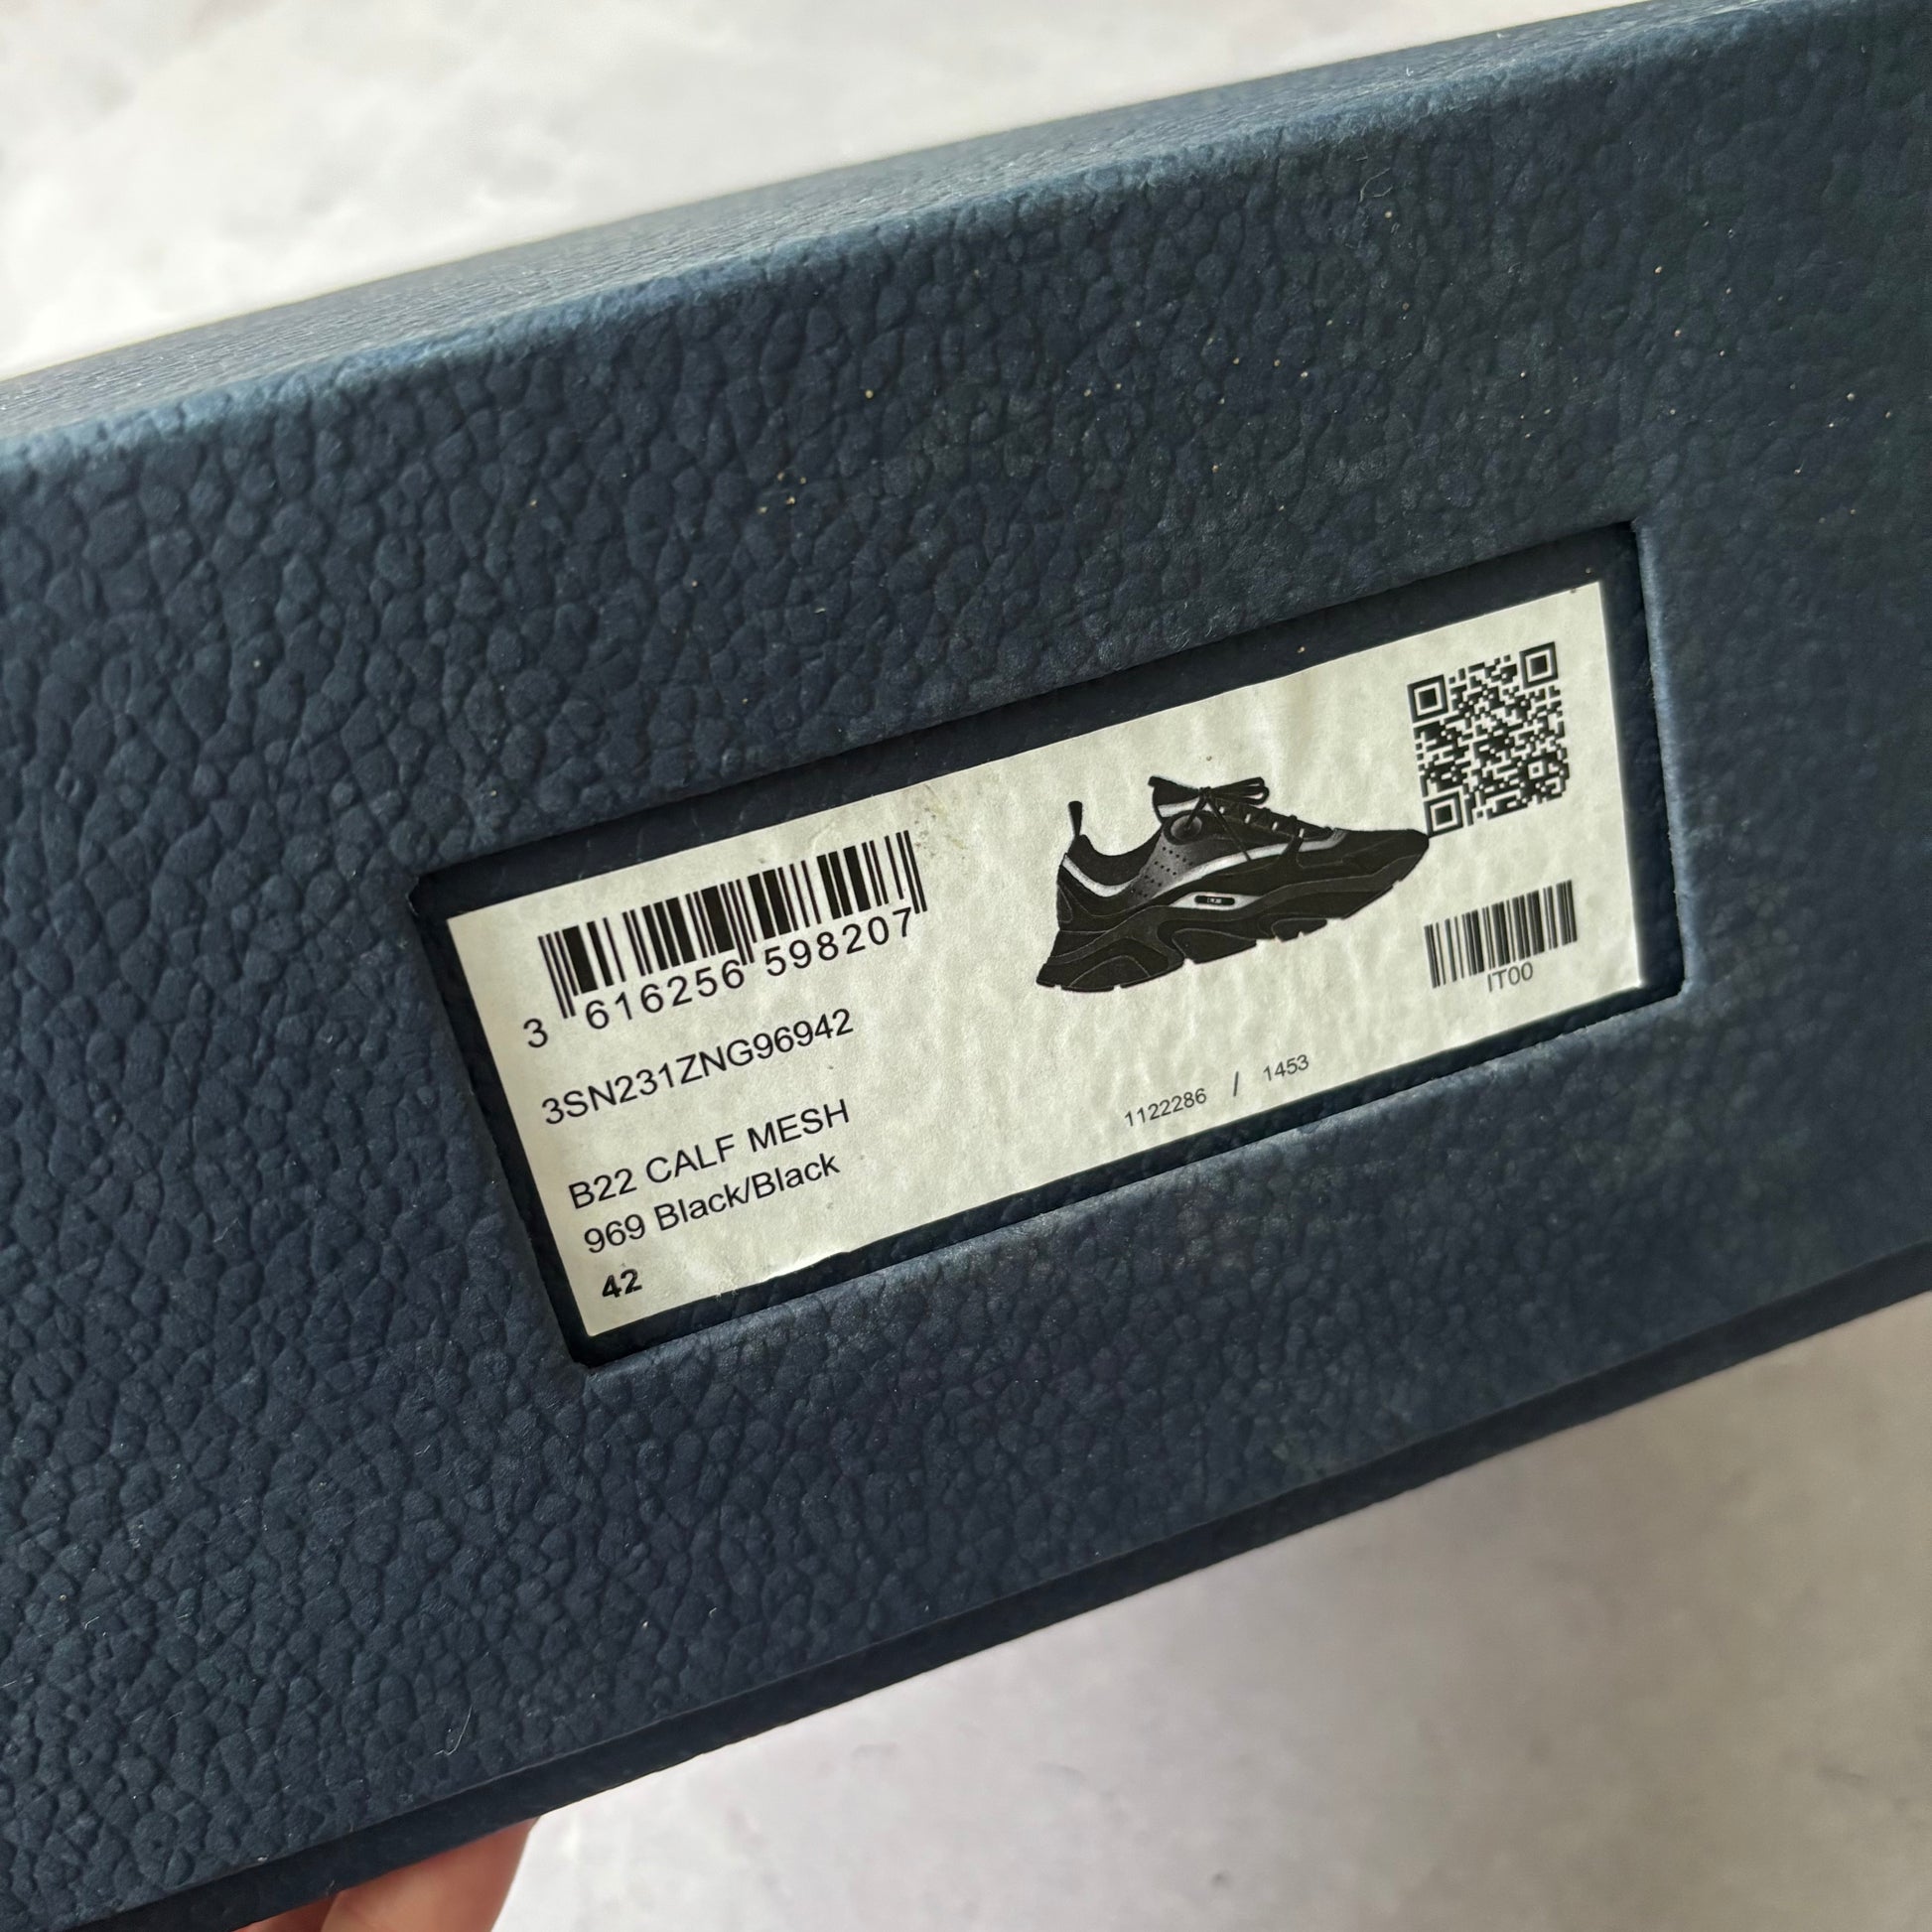 3 616256 598207
3SN231ZNG96942
B22 CALF MESH
969 Black/Black
42
1122286 / 1453
IT00